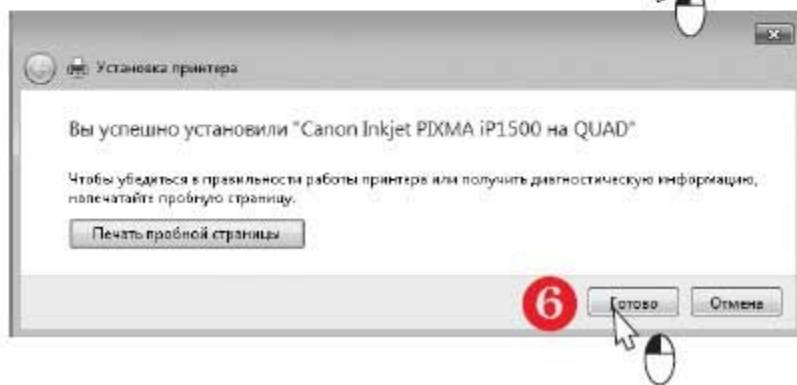 Установка принтера
Вы успешно установили "Canon Inkjet PIXMA iP1500 на QUAD"
Чтобы убедиться в правильности работы принтера или получить диагностическую информацию,
напечатайте пробную страницу.
Печать пробной страницы
6
Готово Отмена